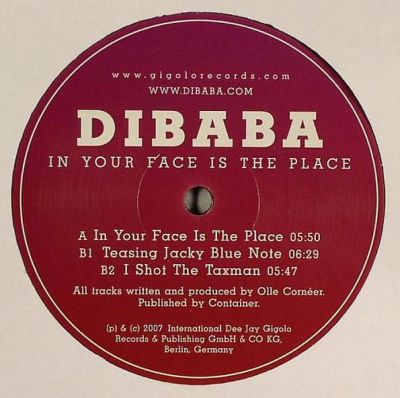 www.gigolorecords.com
WWW.DIBABA.COM
DIBABA
IN YOUR FACE IS THE PLACE
A In Your Face Is The Place 05:50
B1 Teasing Jacky Blue Note 06:29
B2 I Shot The Taxman 05:47
All tracks written and produced by Olle Cornéer.
Published by Container.
(p) & (c) 2007 International Dee Jay Gigolo
Records & Publishing GmbH & CO KG,
Berlin, Germany